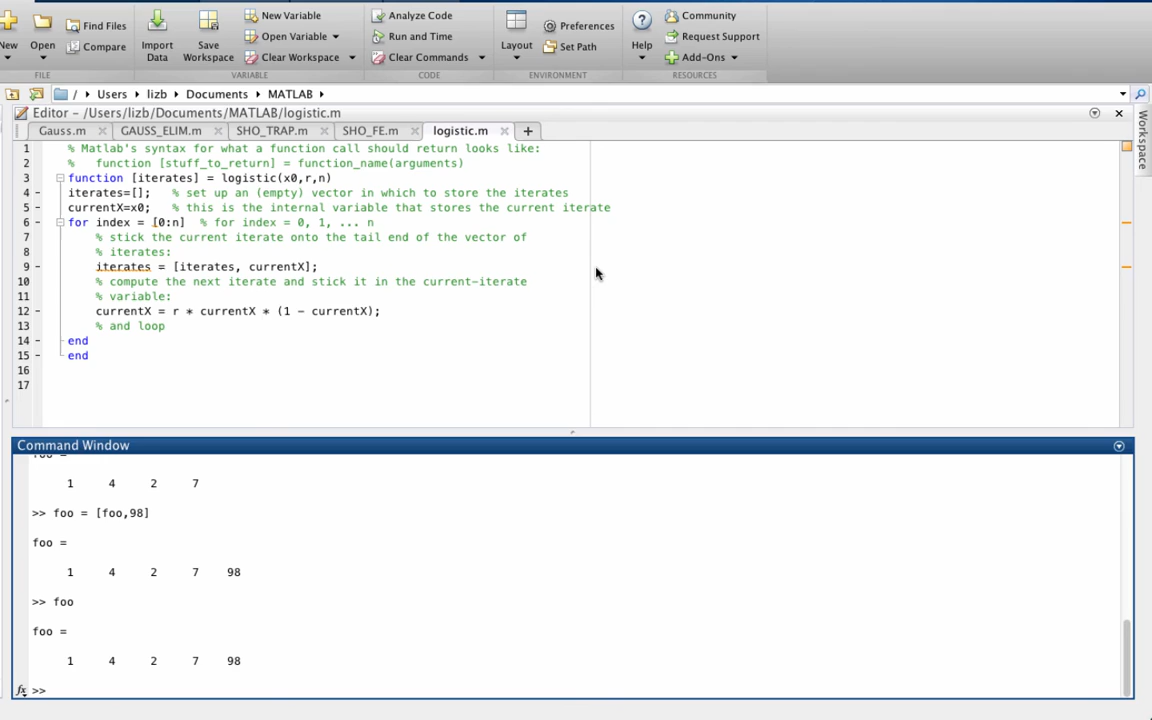 New Open Find Files Compare Import Data Save Workspace New Variable Open Variable Clear Workspace Analyze Code Run and Time Clear Commands Layout Preferences Set Path Help Community Request Support Add-Ons
FILE VARIABLE CODE ENVIRONMENT RESOURCES
/ Users lizb Documents MATLAB
Editor – /Users/lizb/Documents/MATLAB/logistic.m
Workspace
Gauss.m GAUSS_ELIM.m SHO_TRAP.m SHO_FE.m logistic.m +
1 % Matlab's syntax for what a function call should return looks like:
2 %   function [stuff_to_return] = function_name(arguments)
3 function [iterates] = logistic(x0,r,n)
4 – iterates=[];   % set up an (empty) vector in which to store the iterates
5 – currentX=x0;   % this is the internal variable that stores the current iterate
6 – for index = [0:n]  % for index = 0, 1, ... n
7 % stick the current iterate onto the tail end of the vector of
8 % iterates:
9 – iterates = [iterates, currentX];
10 % compute the next iterate and stick it in the current-iterate
11 % variable:
12 – currentX = r * currentX * (1 - currentX);
13 % and loop
14 – end
15 – end
16
17
Command Window
1 4 2 7
>> foo = [foo,98]
foo =
1 4 2 7 98
>> foo
foo =
1 4 2 7 98
fx >>